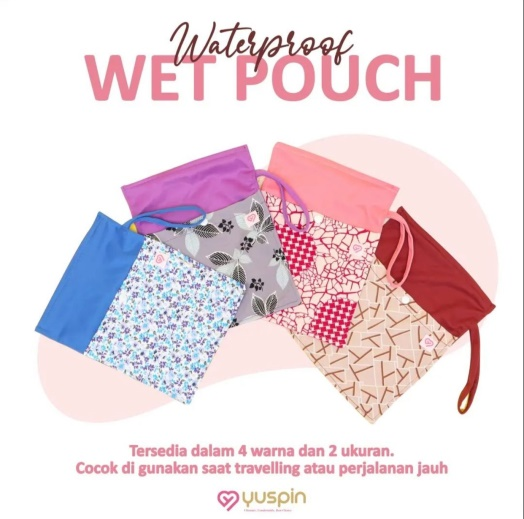 Waterproof
WET POUCH
Tersedia dalam 4 warna dan 2 ukuran.
Cocok di gunakan saat travelling atau perjalanan jauh
yuspin